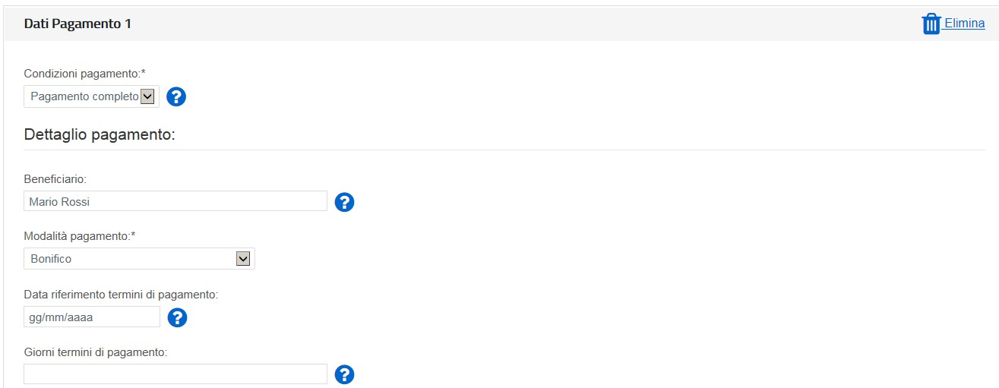 Dati Pagamento 1
Elimina
Condizioni pagamento:*
Pagamento completo
?
Dettaglio pagamento:
Beneficiario:
Mario Rossi
?
Modalità pagamento:*
Bonifico
Data riferimento termini di pagamento:
gg/mm/aaaa
?
Giorni termini di pagamento:
?